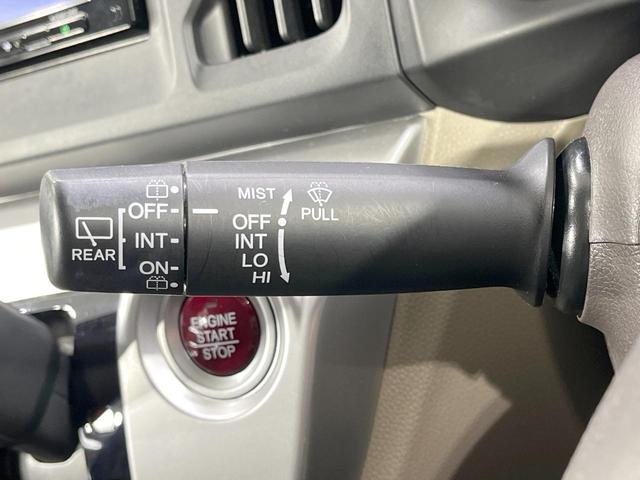 OFF
INT
ON
REAR
MIST
OFF
INT
LO
HI
PULL
ENGINE
START
STOP